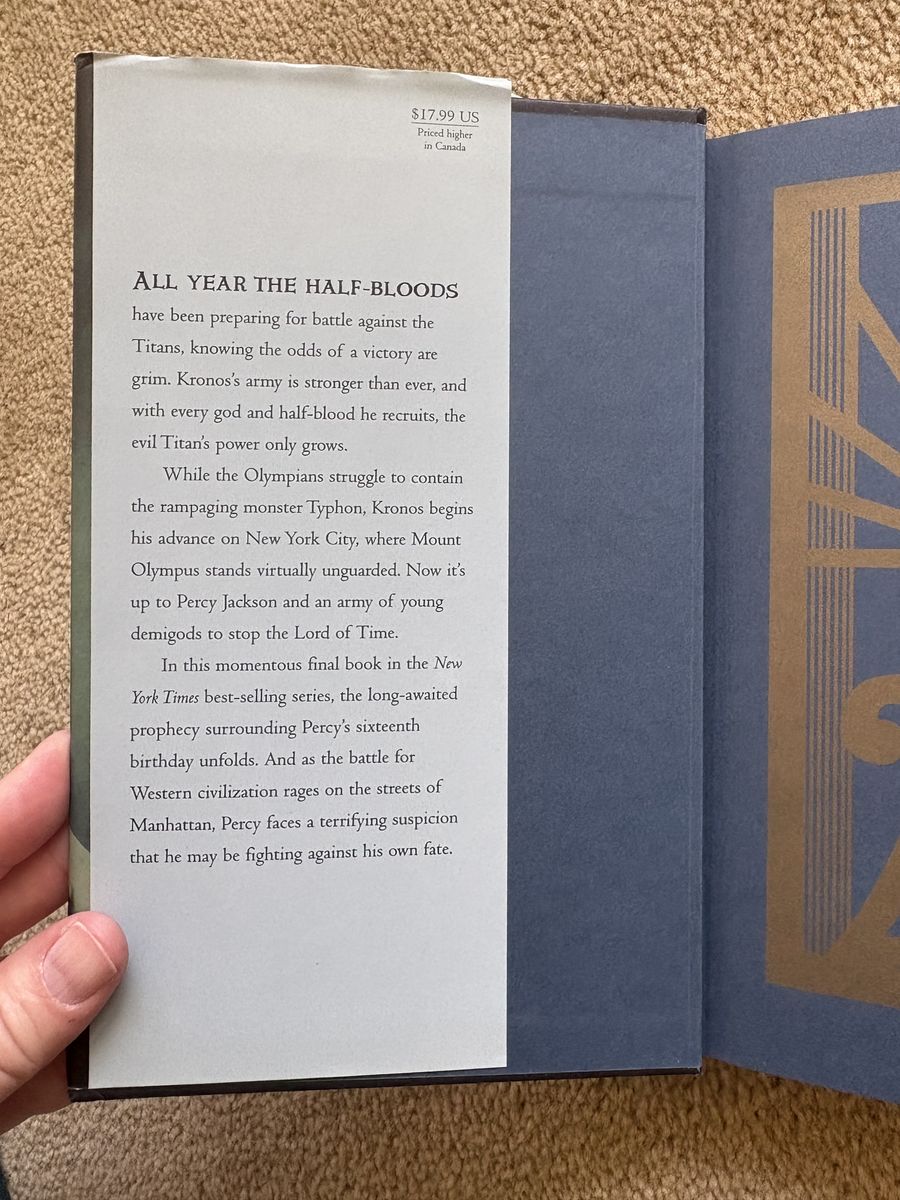 $17.99 US
Priced higher
in Canada
ALL YEAR THE HALF-BLOODS
have been preparing for battle against the
Titans, knowing the odds of a victory are
grim. Kronos's army is stronger than ever, and
with every god and half-blood he recruits, the
evil Titan's power only grows.
While the Olympians struggle to contain
the rampaging monster Typhon, Kronos begins
his advance on New York City, where Mount
Olympus stands virtually unguarded. Now it's
up to Percy Jackson and an army of young
demigods to stop the Lord of Time.
In this momentous final book in the New
York Times best-selling series, the long-awaited
prophecy surrounding Percy's sixteenth
birthday unfolds. And as the battle for
Western civilization rages on the streets of
Manhattan, Percy faces a terrifying suspicion
that he may be fighting against his own fate.